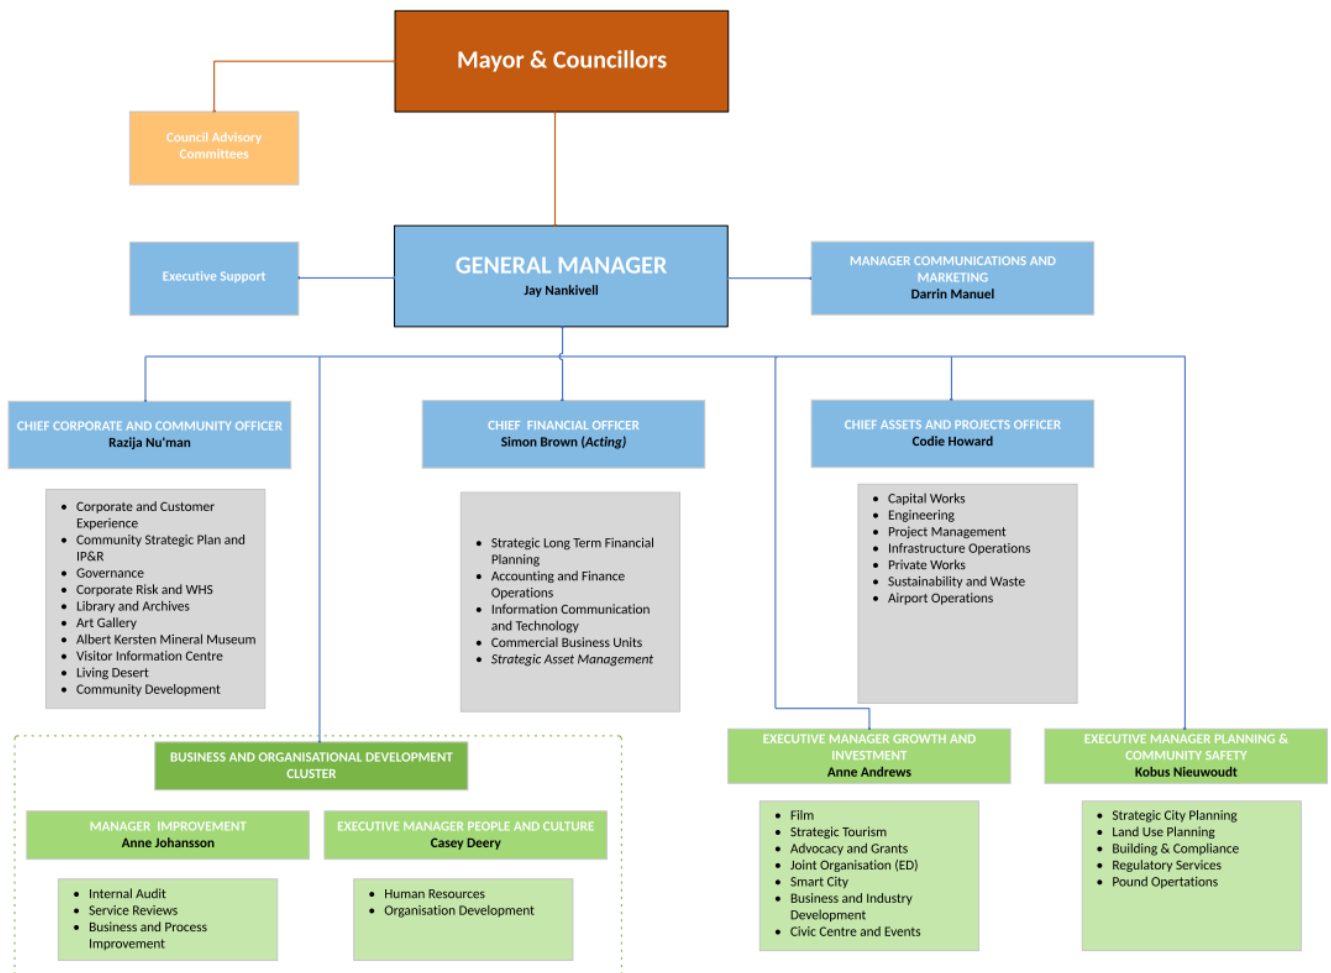 Mayor & Councillors
Council Advisory
Committees
Executive Support
GENERAL MANAGER
Jay Nankivell
MANAGER COMMUNICATIONS AND
MARKETING
Darrin Manuel
CHIEF CORPORATE AND COMMUNITY OFFICER
Razija Nu'man
CHIEF FINANCIAL OFFICER
Simon Brown (Acting)
CHIEF ASSETS AND PROJECTS OFFICER
Codie Howard
• Corporate and Customer
Experience
• Community Strategic Plan and
IP&R
• Governance
• Corporate Risk and WHS
• Library and Archives
• Art Gallery
• Albert Kersten Mineral Museum
• Visitor Information Centre
• Living Desert
• Community Development
• Strategic Long Term Financial
Planning
• Accounting and Finance
Operations
• Information Communication
and Technology
• Commercial Business Units
• Strategic Asset Management
• Capital Works
• Engineering
• Project Management
• Infrastructure Operations
• Private Works
• Sustainability and Waste
• Airport Operations
BUSINESS AND ORGANISATIONAL DEVELOPMENT
CLUSTER
MANAGER IMPROVEMENT
Anne Johansson
• Internal Audit
• Service Reviews
• Business and Process
Improvement
EXECUTIVE MANAGER PEOPLE AND CULTURE
Casey Deery
• Human Resources
• Organisation Development
EXECUTIVE MANAGER GROWTH AND
INVESTMENT
Anne Andrews
• Film
• Strategic Tourism
• Advocacy and Grants
• Joint Organisation (ED)
• Smart City
• Business and Industry
Development
• Civic Centre and Events
EXECUTIVE MANAGER PLANNING &
COMMUNITY SAFETY
Kobus Nieuwoudt
• Strategic City Planning
• Land Use Planning
• Building & Compliance
• Regulatory Services
• Pound Opertations